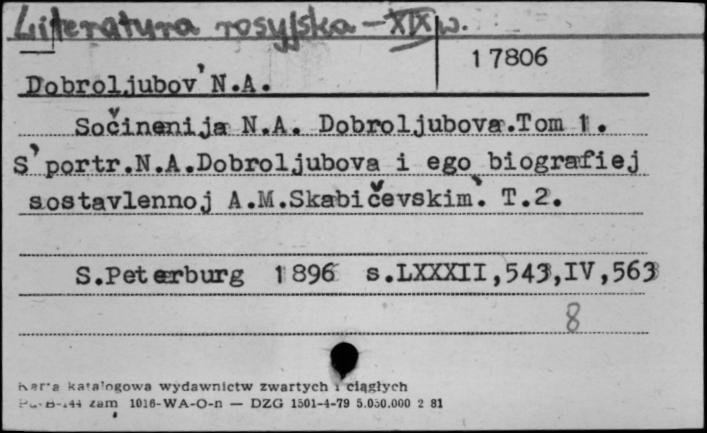 Literatura rosyjska - XIX w.
17806
Dobroljubov' N.A.
Sočinenija N.A. Dobroljubova.Tom 1.
S' portr.N.A.Dobroljubova i ego biografiej
sostavlennoj A.M.Skabičevskim'. T.2.
S.Peterburg 1896 s.LXXXII,543,IV,563
8
Karta katalogowa wydawnictw zwartych i ciągłych
zam 1016-WA-O-n — DZG 1501-4-79 5.050.000 2 81